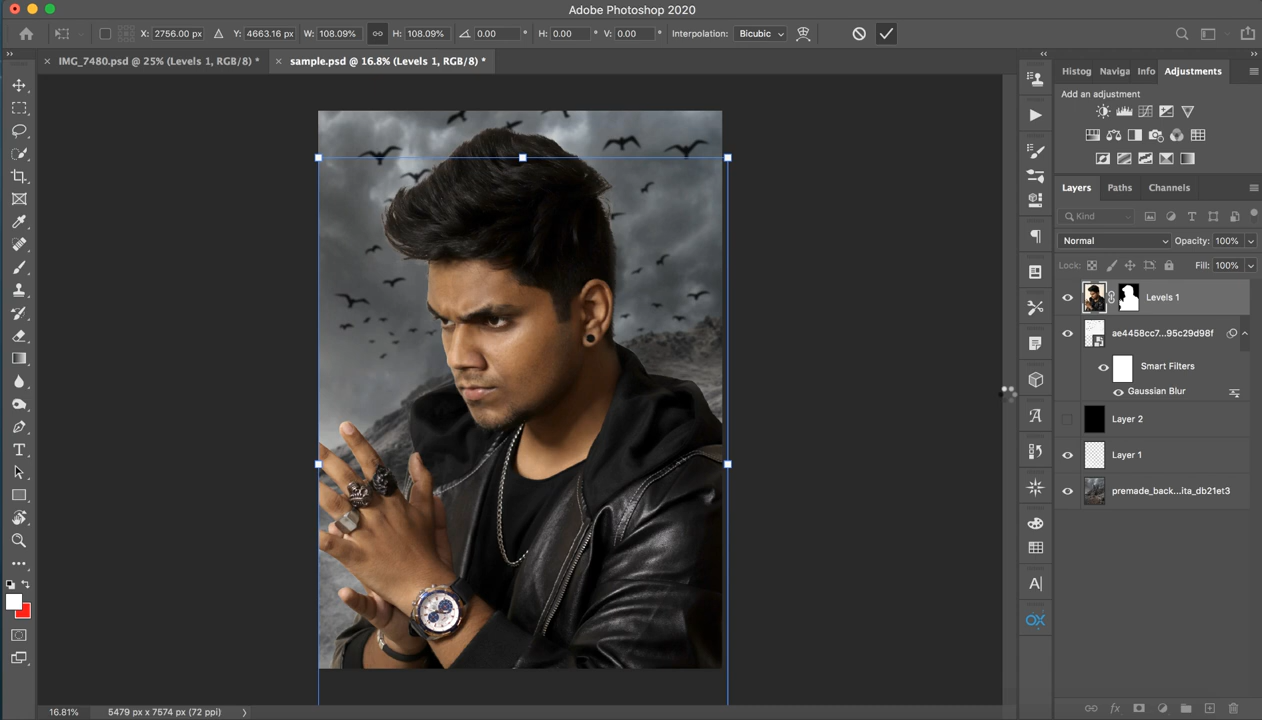 Adobe Photoshop 2020
X: 2756.00 px Y: 4663.16 px W: 108.09% H: 108.09% 0.00 ° H: 0.00 ° V: 0.00 ° Interpolation: Bicubic
IMG_7480.psd @ 25% (Levels 1, RGB/8) *
sample.psd @ 16.8% (Levels 1, RGB/8) *
Histog Naviga Info Adjustments
Add an adjustment
Layers Paths Channels
Kind
Normal Opacity: 100%
Lock: Fill: 100%
Levels 1
ae4458cc7...95c29d98f
Smart Filters
Gaussian Blur
Layer 2
Layer 1
premade_back...ita_db21et3
16.81% 5479 px x 7574 px (72 ppi)